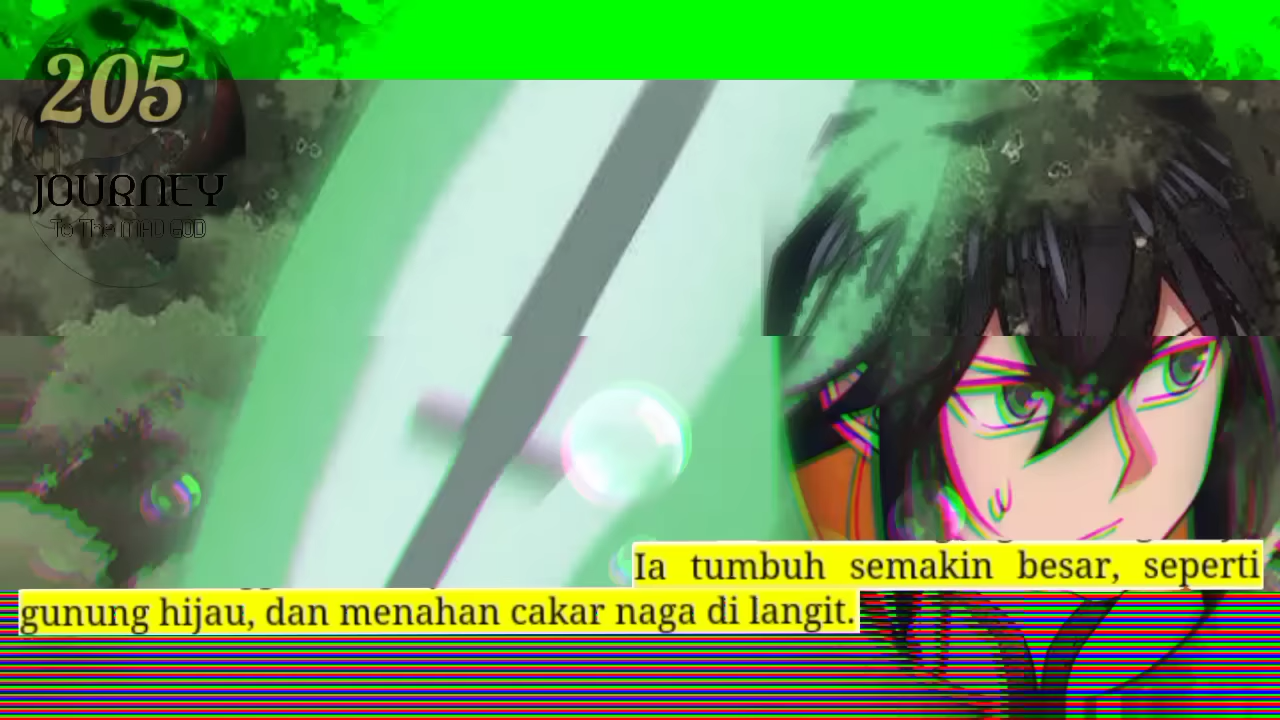 205
JOURNEY
To The MAD GOD
Ia tumbuh semakin besar, seperti
gunung hijau, dan menahan cakar naga di langit.